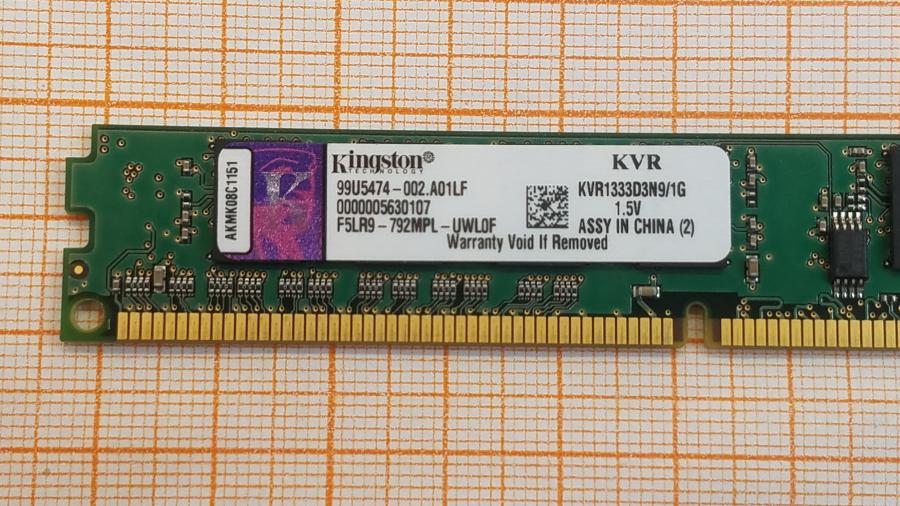 AKMK08C1151
Kingston®
TECHNOLOGY
99U5474-002.A01LF
0000005630107
F5LR9-792MPL-UWL0F
KVR
KVR1333D3N9/1G
1.5V
ASSY IN CHINA (2)
Warranty Void If Removed